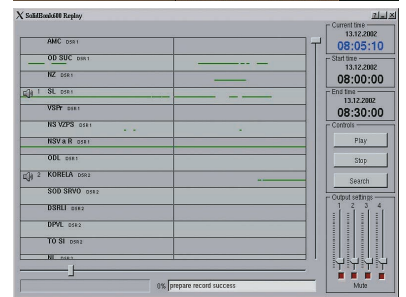 X SolidBank400 Replay
AMC DSR1
OD SUC DSR1
NZ DSR1
1 SL DSR1
VSPr DSR1
NS VZPS DSR1
NSV a R DSR1
ODL DSR1
2 KORELA DSR2
SOD SRVO DSR2
DSRLI DSR2
DPVL DSR2
TO SI DSR2
NL DSR2
0% prepare record success
Current time
13.12.2002
08:05:10
Start time
13.12.2002
08:00:00
End time
13.12.2002
08:30:00
Controls
Play
Stop
Search
Output settings
1 2 3 4
Mute